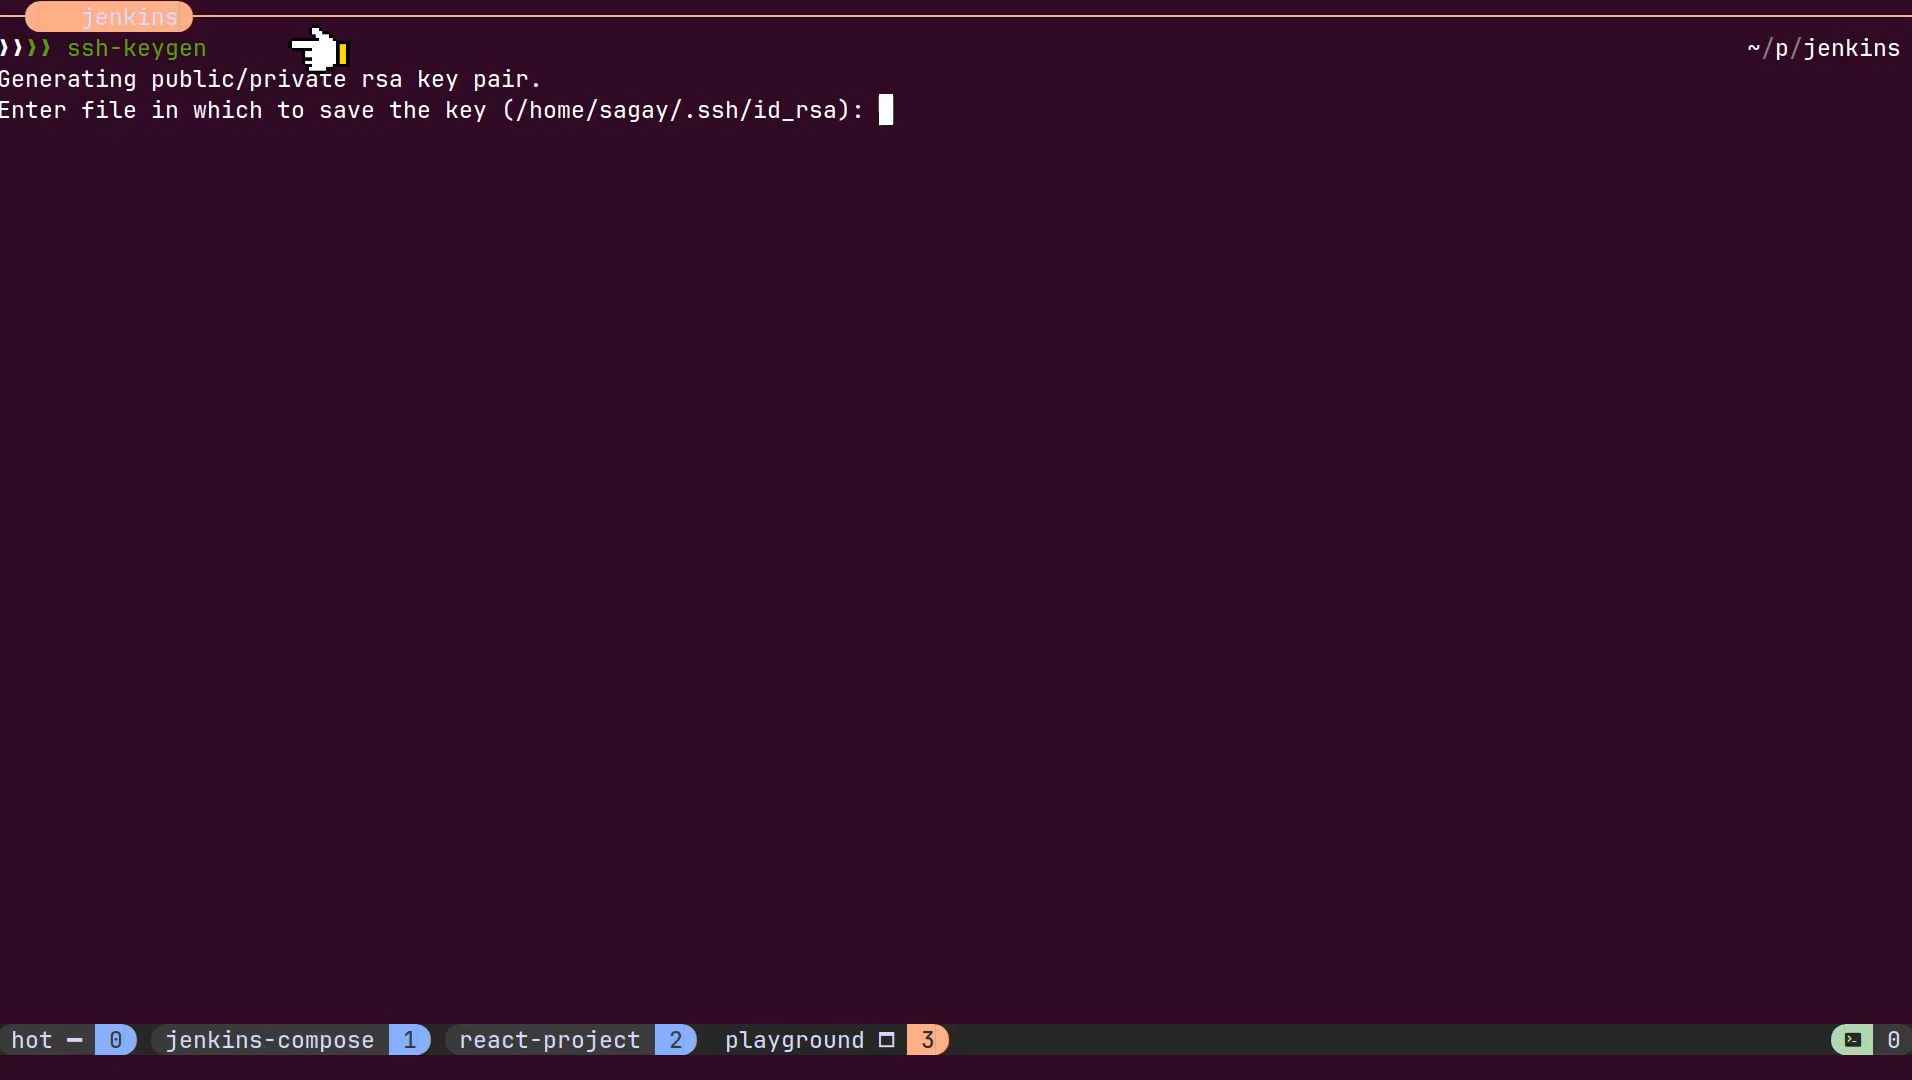 jenkins
❯❯❯❯ ssh-keygen ~/p/jenkins
Generating public/private rsa key pair.
Enter file in which to save the key (/home/sagay/.ssh/id_rsa):
hot 0 jenkins-compose 1 react-project 2 playground 3 0